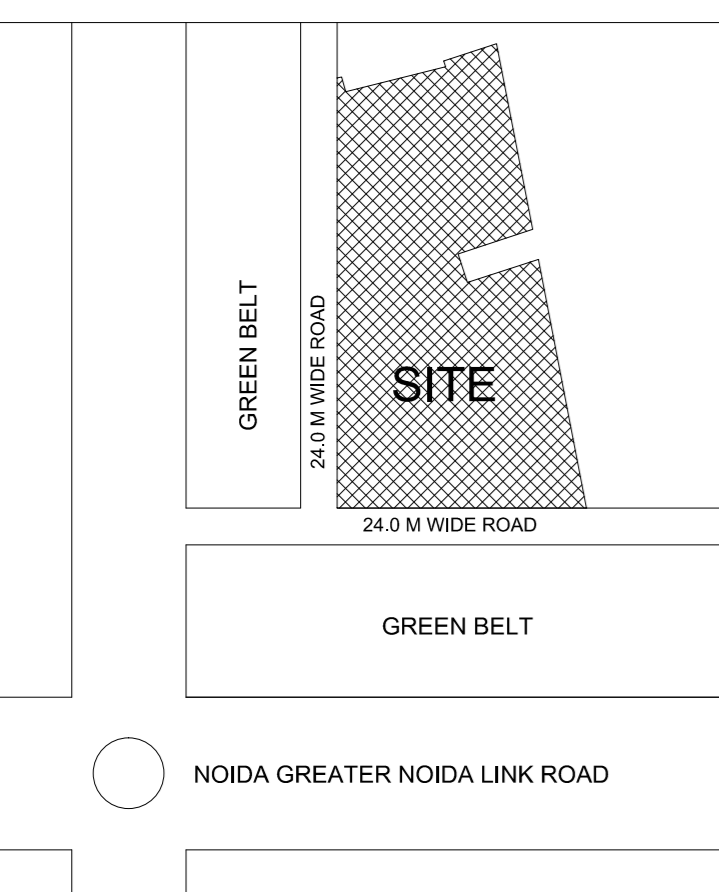 GREEN BELT
24.0 M WIDE ROAD
SITE
24.0 M WIDE ROAD
GREEN BELT
NOIDA GREATER NOIDA LINK ROAD